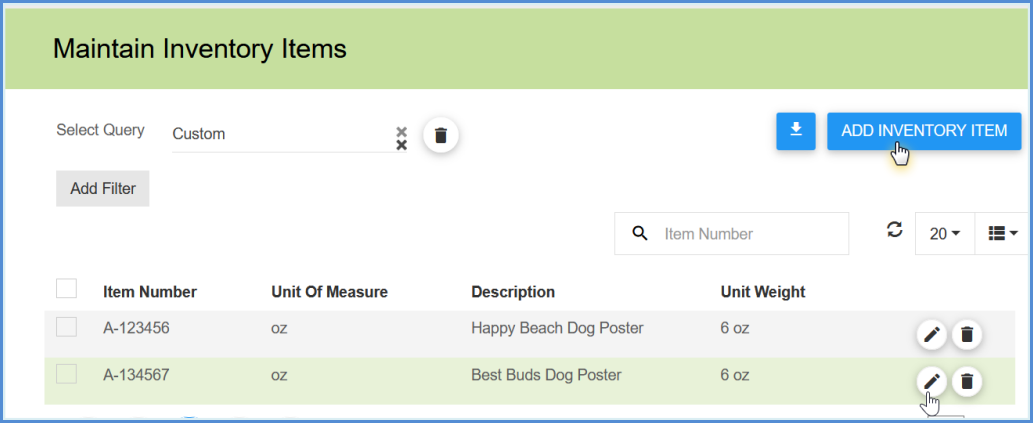 Maintain Inventory Items
Select Query Custom
ADD INVENTORY ITEM
Add Filter
Item Number 20
Item Number Unit Of Measure Description Unit Weight
A-123456 oz Happy Beach Dog Poster 6 oz
A-134567 oz Best Buds Dog Poster 6 oz